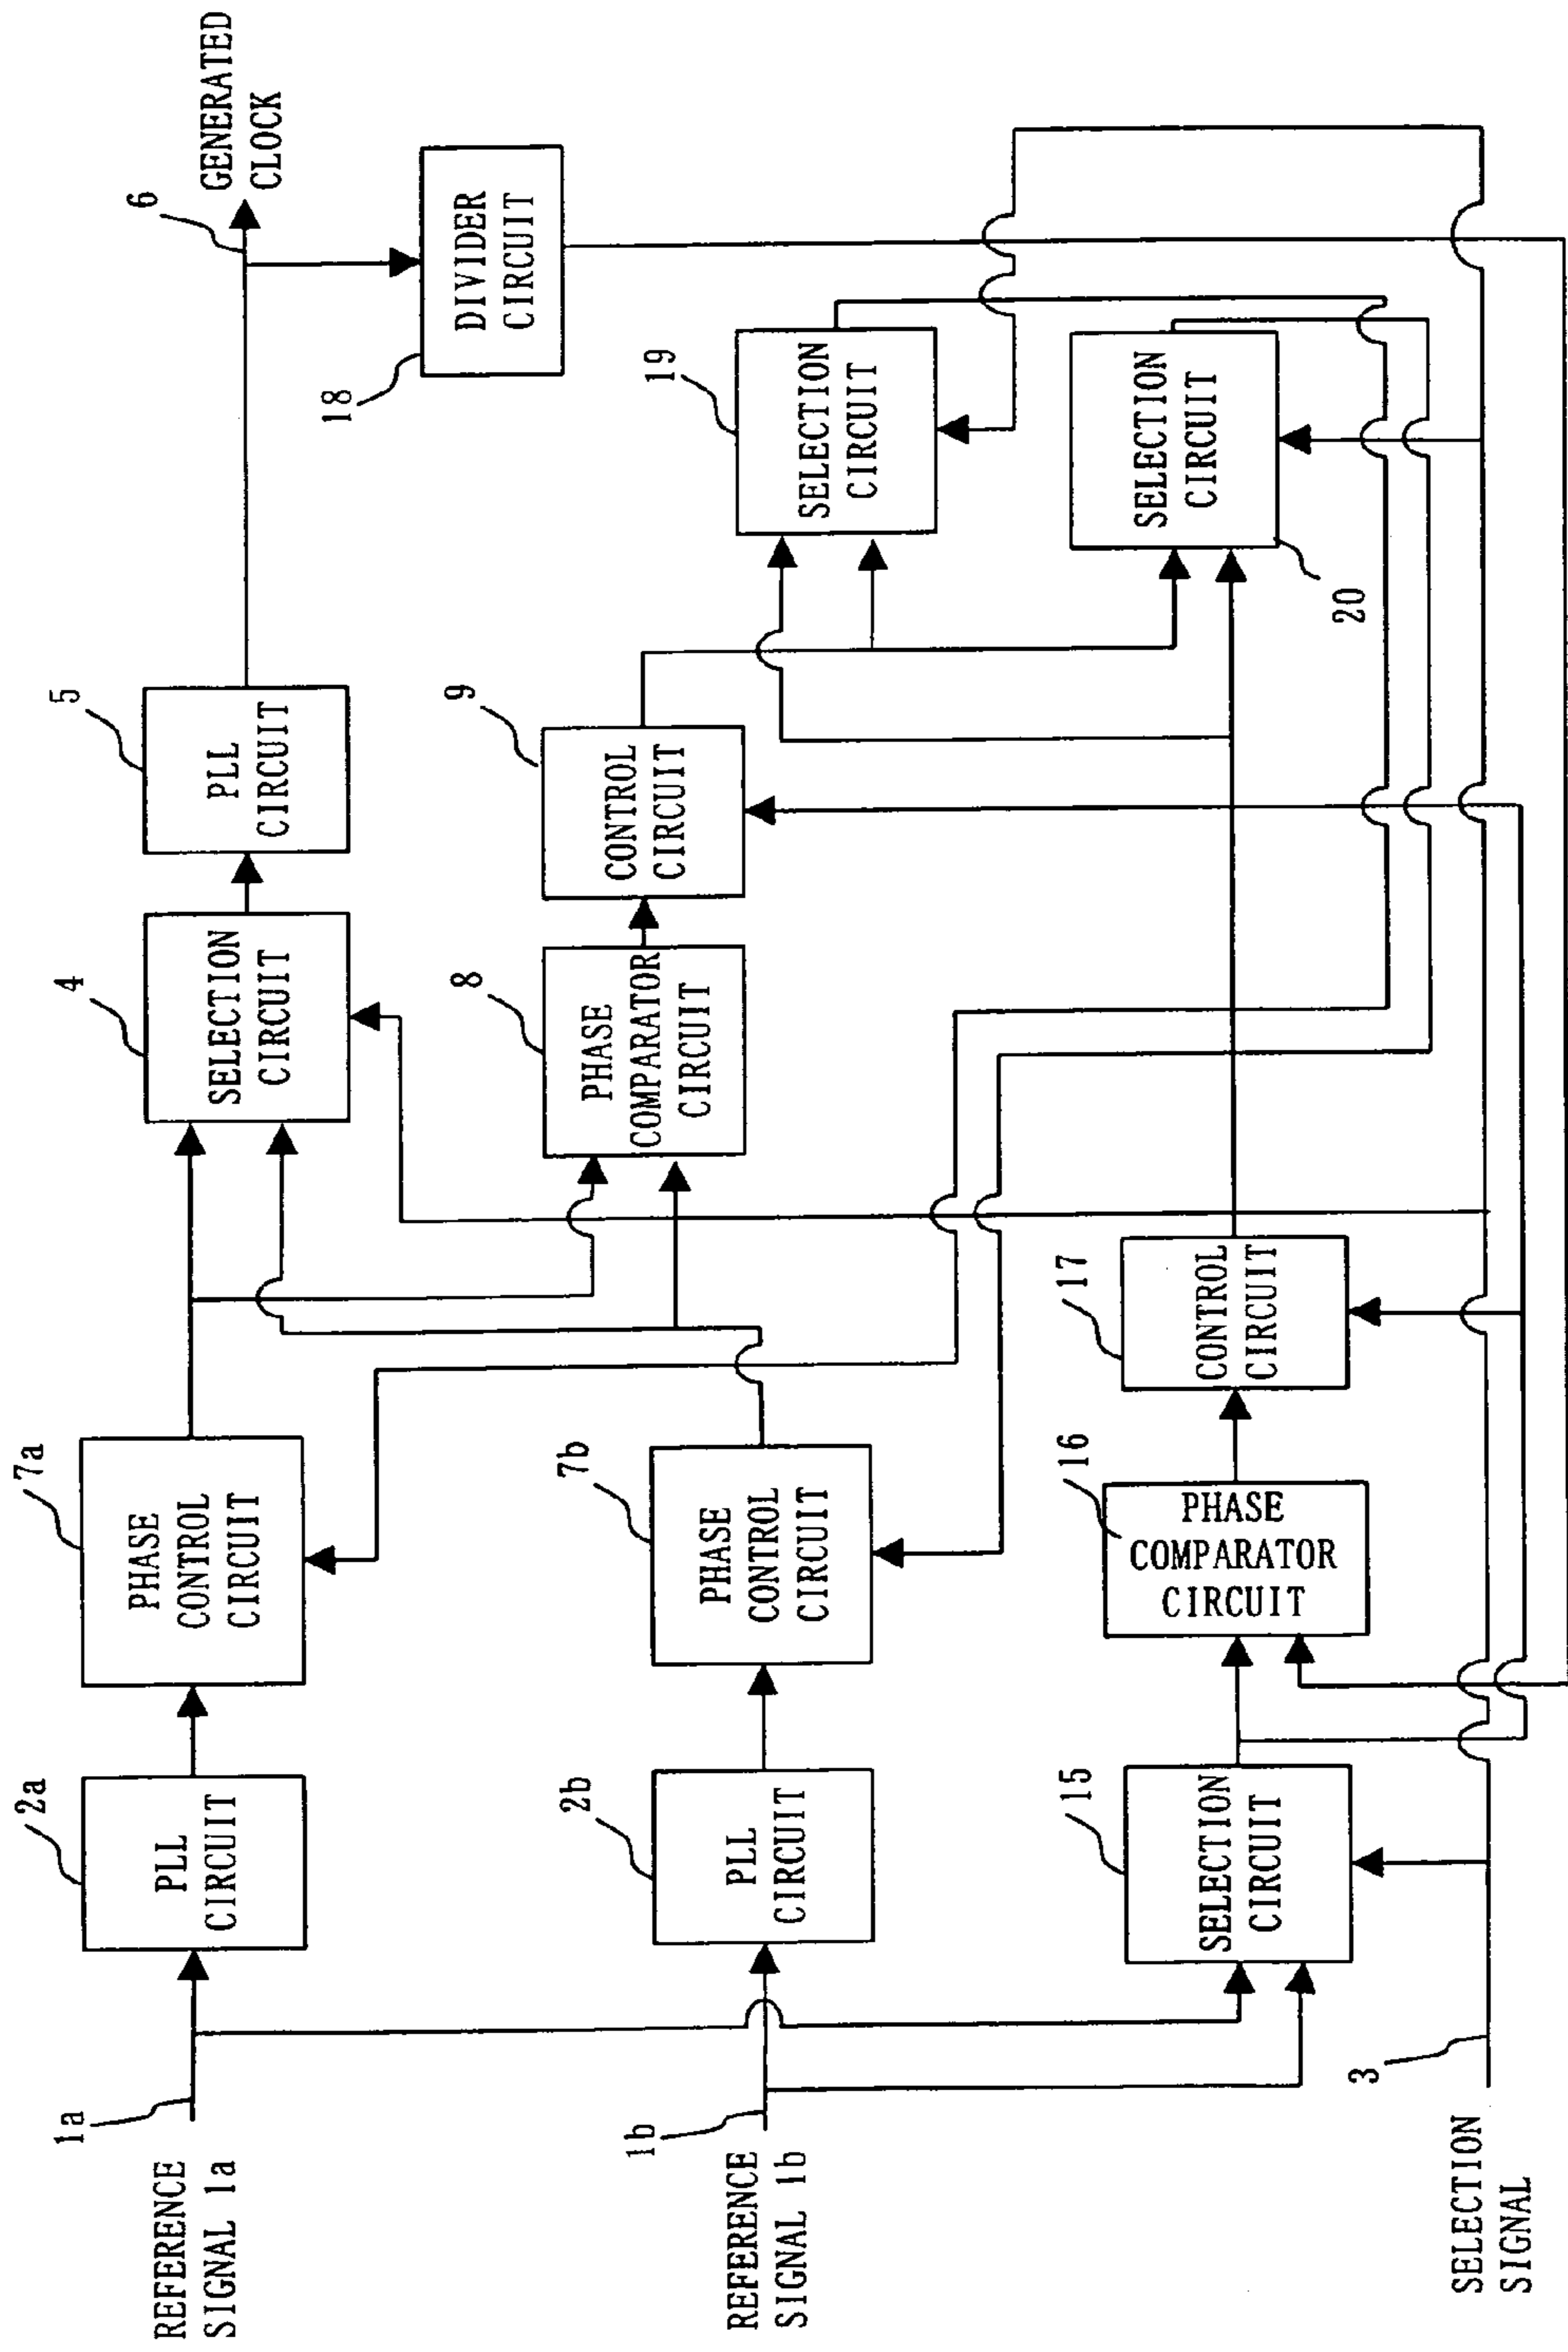 REFERENCE
SIGNAL 1a
1a
2a
PLL
CIRCUIT
7a
PHASE
CONTROL
CIRCUIT
4
SELECTION
CIRCUIT
5
PLL
CIRCUIT
6
GENERATED
CLOCK
18
DIVIDER
CIRCUIT
8
PHASE
COMPARATOR
CIRCUIT
9
CONTROL
CIRCUIT
19
SELECTION
CIRCUIT
REFERENCE
SIGNAL 1b
1b
2b
PLL
CIRCUIT
7b
PHASE
CONTROL
CIRCUIT
SELECTION
CIRCUIT
20
15
SELECTION
CIRCUIT
16
PHASE
COMPARATOR
CIRCUIT
17
CONTROL
CIRCUIT
3
SELECTION
SIGNAL